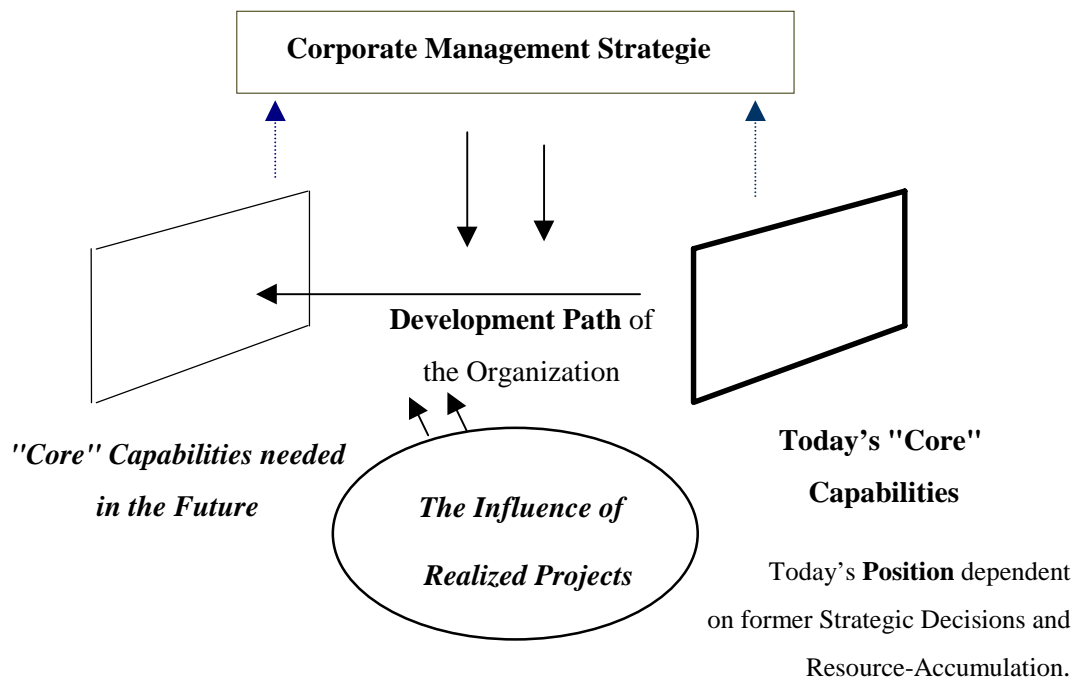 Corporate Management Strategie
Development Path of
the Organization
"Core" Capabilities needed
in the Future
The Influence of
Realized Projects
Today’s "Core"
Capabilities
Today’s Position dependent
on former Strategic Decisions and
Resource-Accumulation.